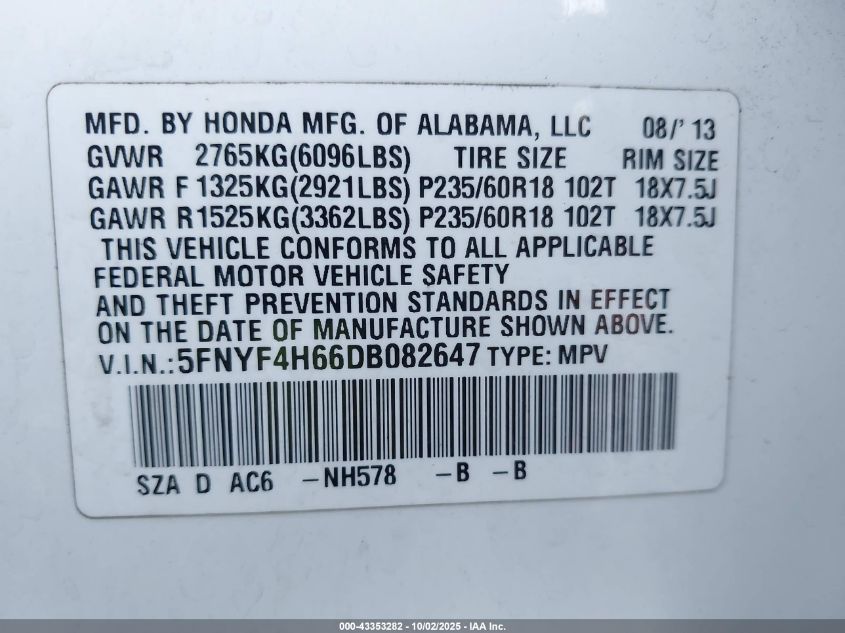 MFD. BY HONDA MFG. OF ALABAMA, LLC 08/' 13
GVWR 2765KG(6096LBS) TIRE SIZE RIM SIZE
GAWR F 1325KG(2921LBS) P235/60R18 102T 18X7.5J
GAWR R 1525KG(3362LBS) P235/60R18 102T 18X7.5J
THIS VEHICLE CONFORMS TO ALL APPLICABLE
FEDERAL MOTOR VEHICLE SAFETY
AND THEFT PREVENTION STANDARDS IN EFFECT
ON THE DATE OF MANUFACTURE SHOWN ABOVE.
V.I.N.:5FNYF4H66DB082647 TYPE: MPV
SZA D AC6 -NH578 -B -B
000-43353282 - 10/02/2025 - IAA Inc.